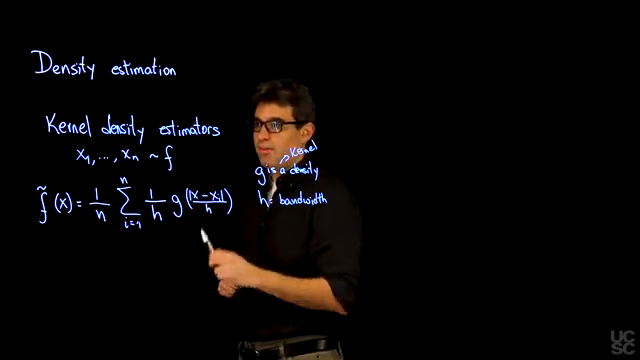 Density estimation
Kernel density estimators
x₁, ..., xₙ ~ f
f̃(x) = 1/n Σ_{i=1}^{n} 1/h g(|x - xᵢ|/h)
Kernel
g is a density
h = bandwidth
UC
SC